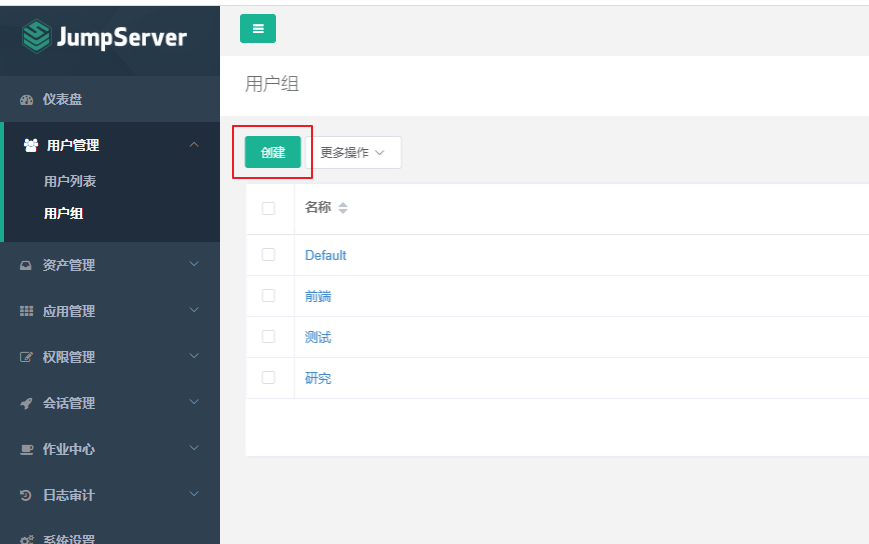 JumpServer
仪表盘
用户管理
用户列表
用户组
资产管理
应用管理
权限管理
会话管理
作业中心
日志审计
系统设置
用户组
创建
更多操作
名称
Default
前端
测试
研究